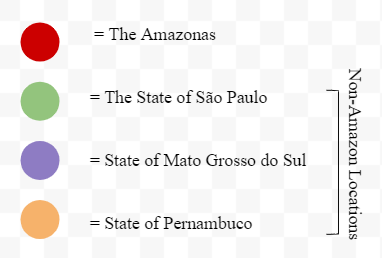 = The Amazonas
= The State of São Paulo
= State of Mato Grosso do Sul
= State of Pernambuco
Non-Amazon Locations